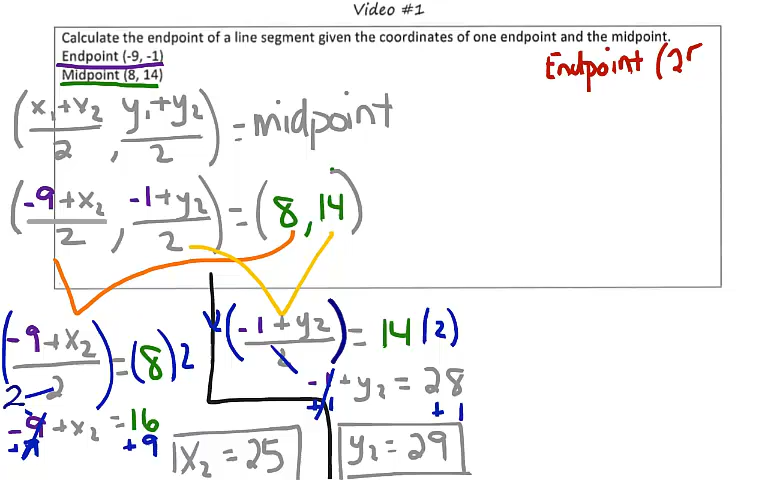 Video #1
Calculate the endpoint of a line segment given the coordinates of one endpoint and the midpoint.
Endpoint (-9, -1)
Midpoint (8, 14)
Endpoint (25
(x₁+x₂/2, y₁+y₂/2) = midpoint
(-9+x₂/2, -1+y₂/2) = (8, 14)
(-9+x₂/2) = (8)2
2
-9+x₂ = 16
+9 +9
x₂ = 25
2(-1+y₂/2) = 14(2)
-1+y₂ = 28
+1 +1
y₂ = 29